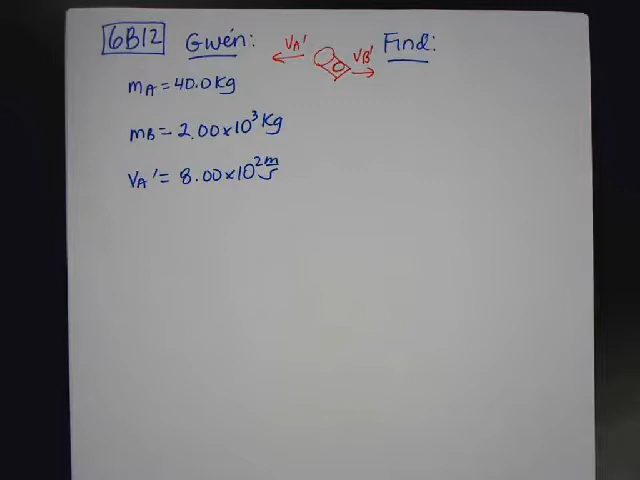 6B12 Given: VA' VB' Find:
mA = 40.0 Kg
mB = 2.00 x 10³ Kg
VA' = 8.00 x 10² m/s